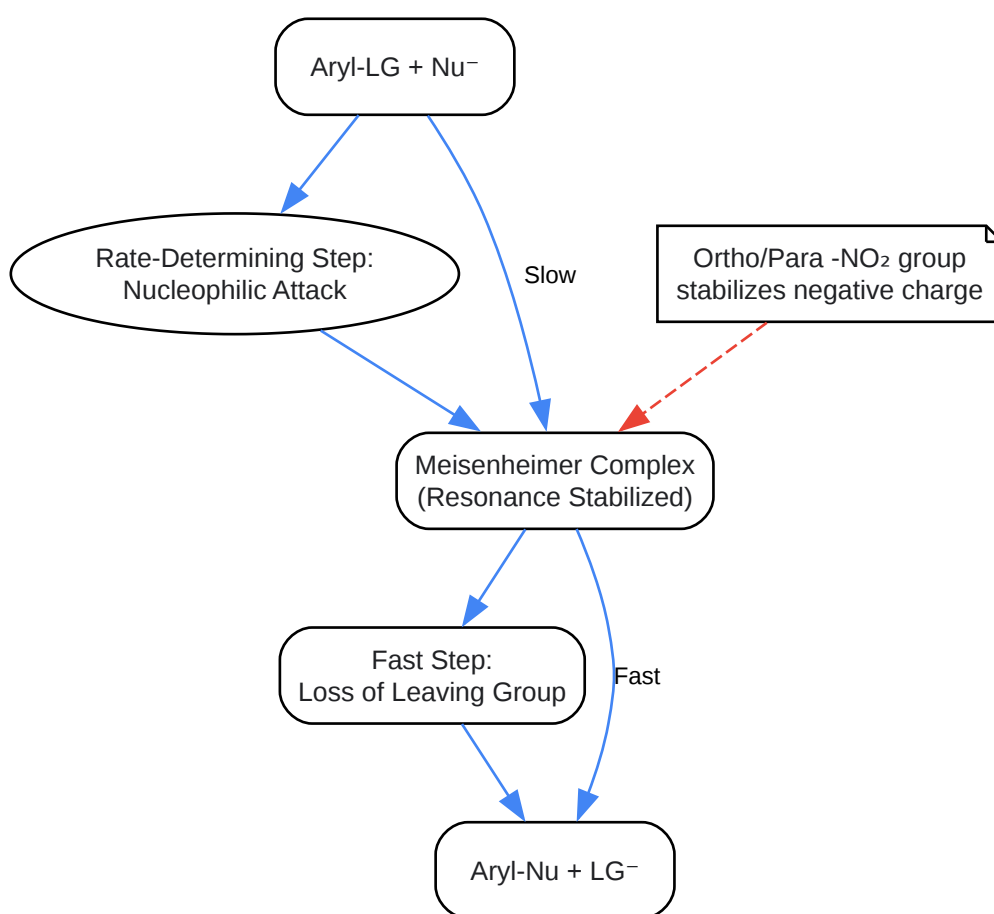 Aryl-LG + Nu⁻
Rate-Determining Step:
Nucleophilic Attack
Slow
Ortho/Para -NO₂ group
stabilizes negative charge
Meisenheimer Complex
(Resonance Stabilized)
Fast Step:
Loss of Leaving Group
Fast
Aryl-Nu + LG⁻